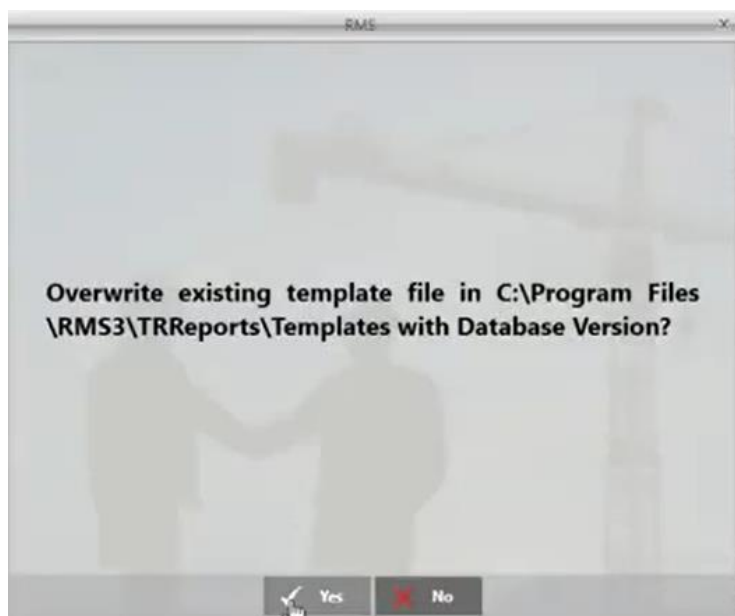 RMS
Overwrite existing template file in C:\Program Files
\RMS3\TRReports\Templates with Database Version?
Yes
No